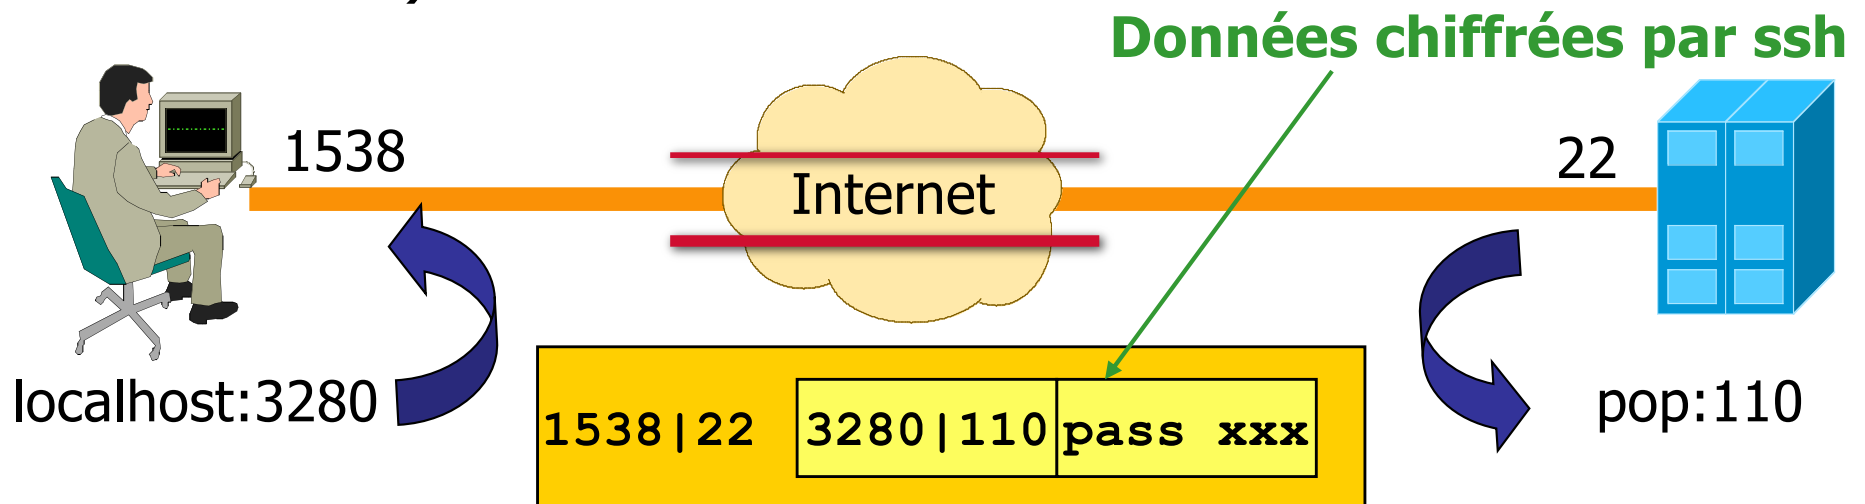 Données chiffrées par ssh
1538
22
Internet
localhost:3280
1538|22 3280|110 pass xxx
pop:110